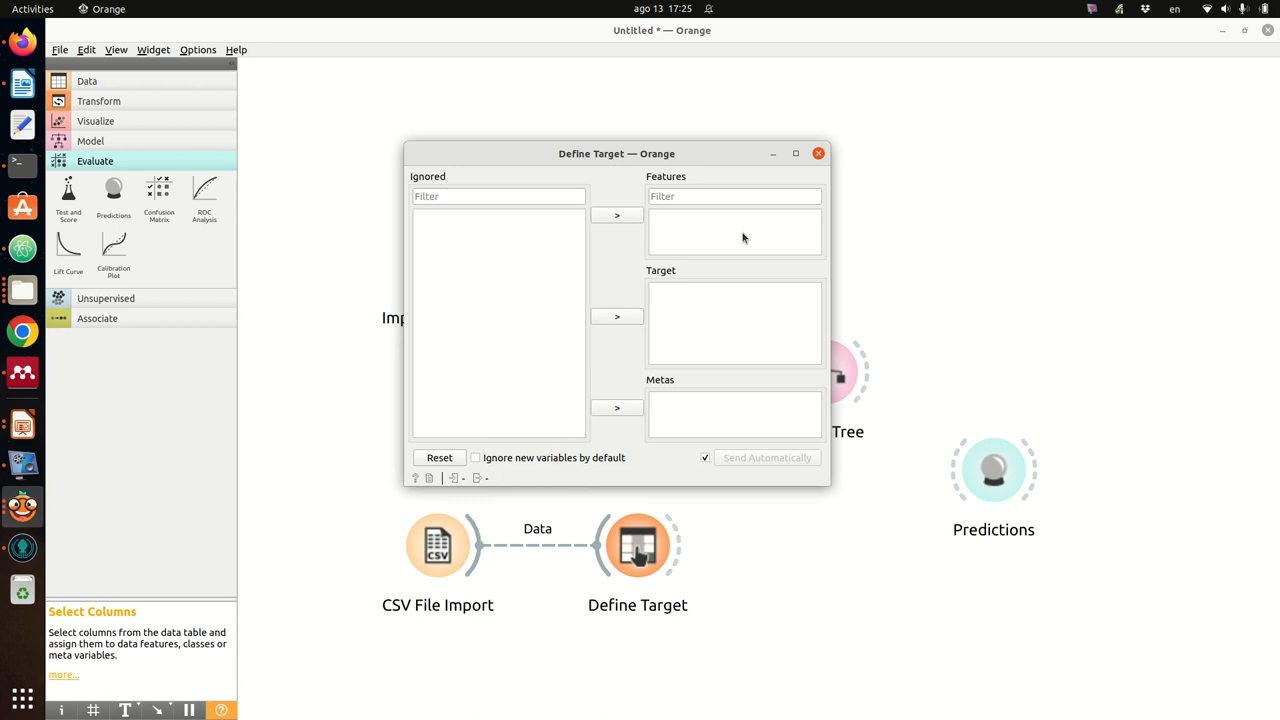 Activities
Orange
ago 13 17:25
en
Untitled * — Orange
File Edit View Widget Options Help
Data
Transform
Visualize
Model
Evaluate
Test and Score
Predictions
Confusion Matrix
ROC Analysis
Lift Curve
Calibration Plot
Unsupervised
Associate
Define Target — Orange
Ignored
Features
Filter
Filter
>
Target
>
Metas
>
Reset
Ignore new variables by default
Send Automatically
Imp
Tree
Predictions
CSV
Data
CSV File Import
Define Target
Select Columns
Select columns from the data table and
assign them to data features, classes or
meta variables.
more...